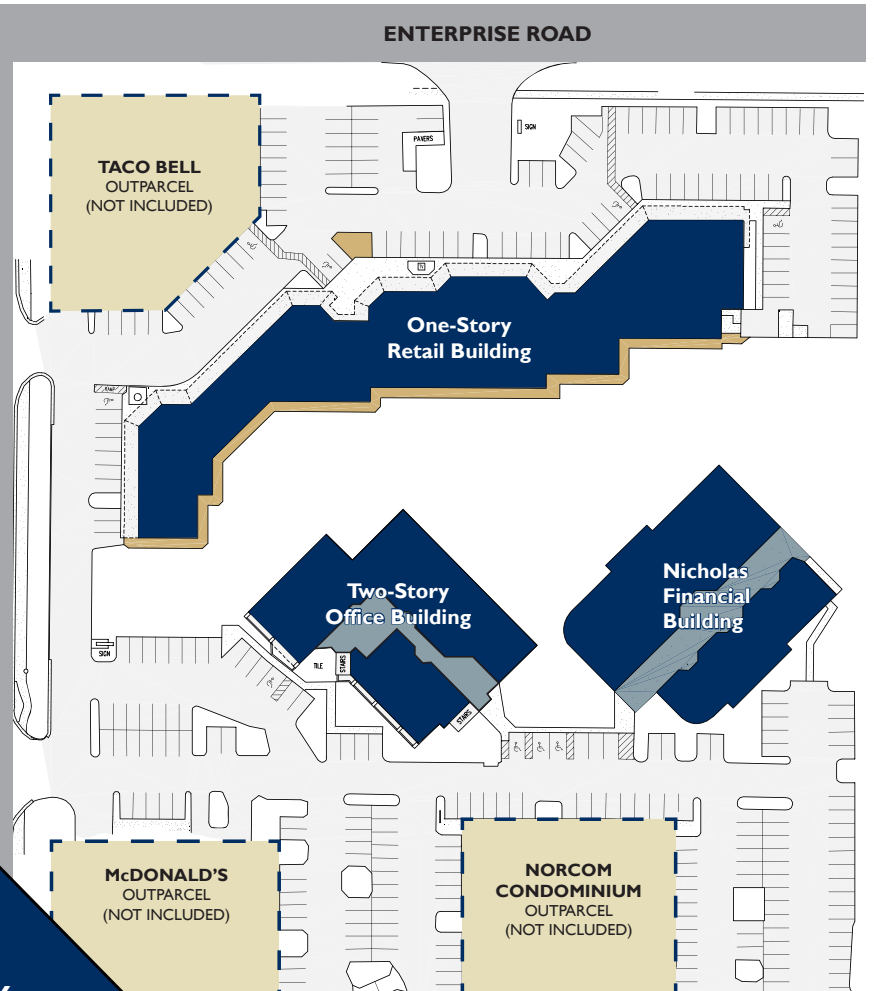 ENTERPRISE ROAD
TACO BELL
OUTPARCEL
(NOT INCLUDED)
PAVERS
SIGN
One-Story
Retail Building
RAMP
Two-Story
Office Building
Nicholas
Financial
Building
SIGN
TILE
STAIRS
STAIRS
McDONALD'S
OUTPARCEL
(NOT INCLUDED)
NORCOM
CONDOMINIUM
OUTPARCEL
(NOT INCLUDED)